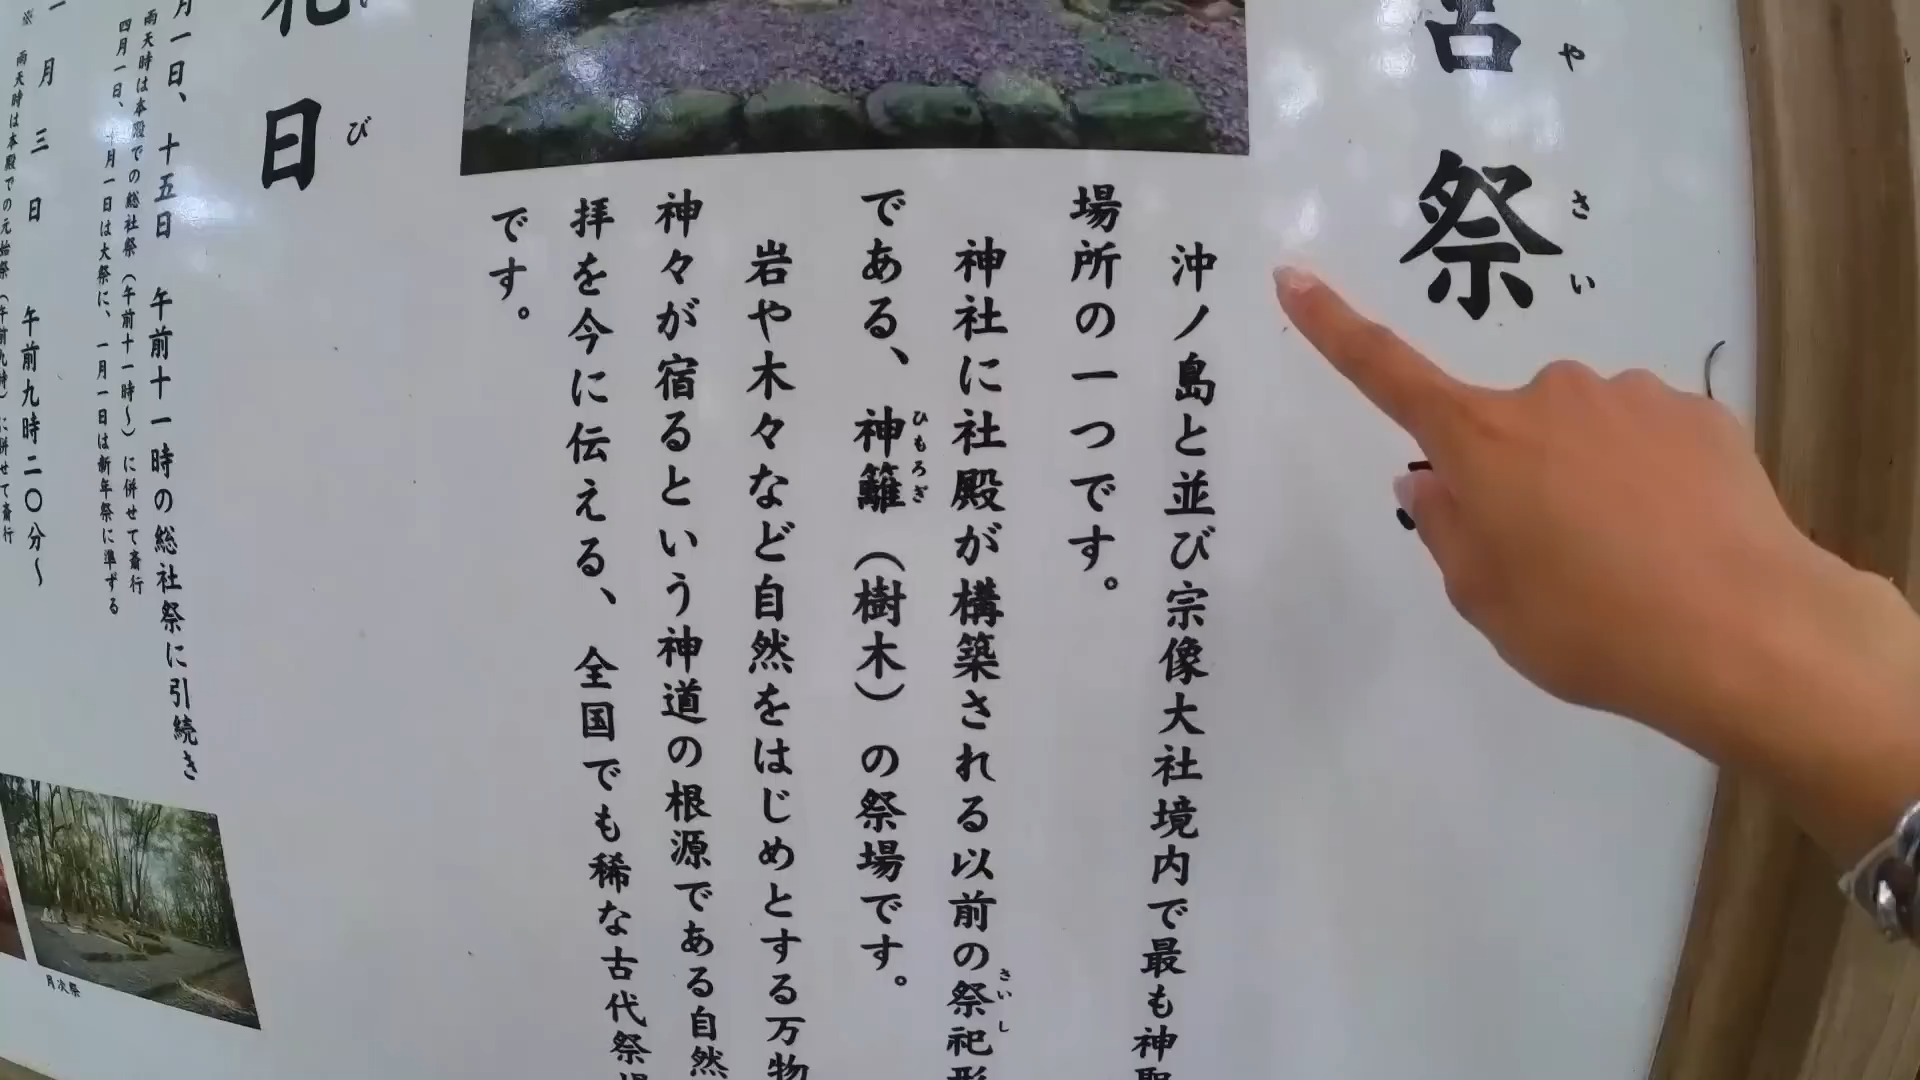 宮祭
やさい
沖ノ島と並び宗像大社境内で最も神聖
場所の一つです。
神社に社殿が構築される以前の祭祀形
さいし
である、神籬（樹木）の祭場です。
ひもろぎ
岩や木々など自然をはじめとする万物
神々が宿るという神道の根源である自然
拝を今に伝える、全国でも稀な古代祭場
です。
日
び
月一日、十五日 午前十一時の総社祭に引続き
雨天時は本殿での総社祭（午前十一時～）に併せて斎行
四月一日、十月一日は大祭に、一月一日は新年祭に準ずる
一月三日 午前九時二〇分～
※ 雨天時は本殿での元始祭（午前九時）に併せて斎行
月次祭